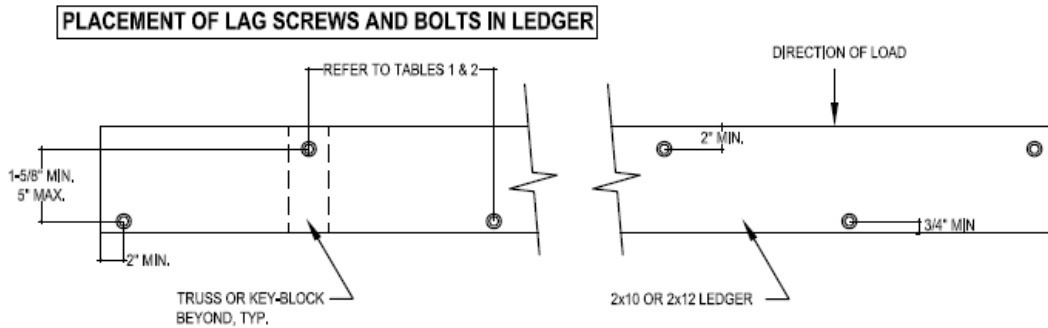 PLACEMENT OF LAG SCREWS AND BOLTS IN LEDGER
DIRECTION OF LOAD
REFER TO TABLES 1 & 2
2" MIN.
1-5/8" MIN.
5" MAX.
3/4" MIN
2" MIN.
TRUSS OR KEY-BLOCK
BEYOND, TYP.
2x10 OR 2x12 LEDGER